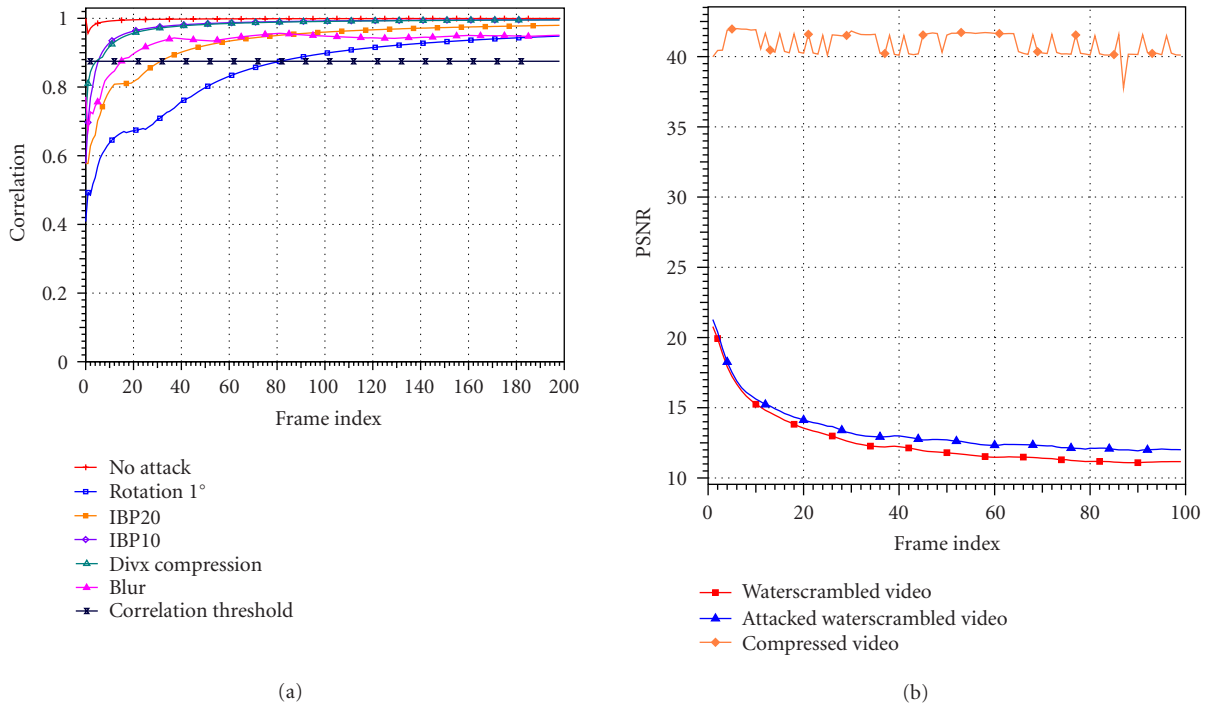 1
0.8
0.6
0.4
0.2
0
Correlation
0 20 40 60 80 100 120 140 160 180 200
Frame index
No attack
Rotation 1°
IBP20
IBP10
Divx compression
Blur
Correlation threshold
(a)
40
35
30
25
20
15
10
PSNR
0 20 40 60 80 100
Frame index
Waterscrambled video
Attacked waterscrambled video
Compressed video
(b)